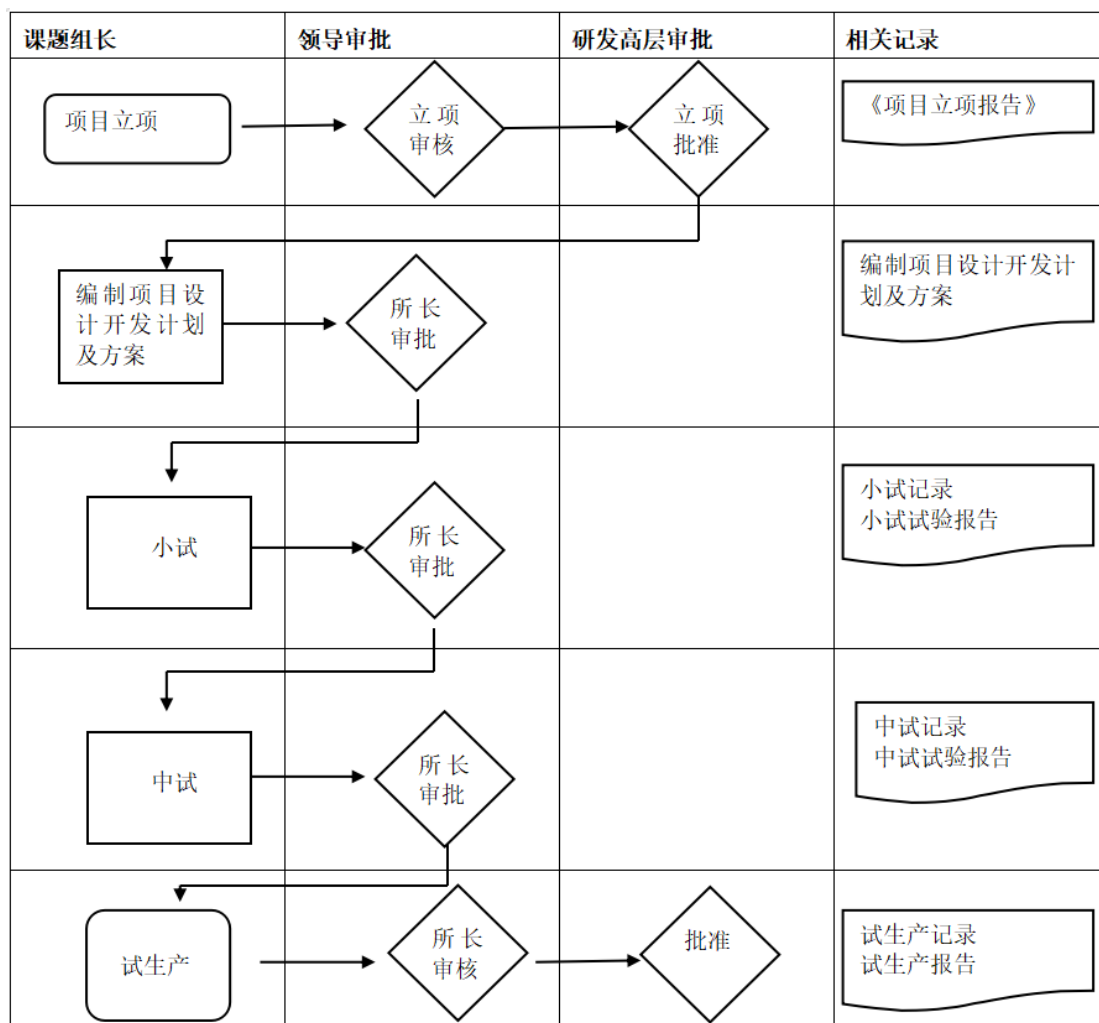 课题组长
领导审批
研发高层审批
相关记录
项目立项
立项
审核
立项
批准
《项目立项报告》
编制项目设
计开发计划
及方案
所长
审批
编制项目设计开发计
划及方案
小试
所长
审批
小试记录
小试试验报告
中试
所长
审批
中试记录
中试试验报告
试生产
所长
审核
批准
试生产记录
试生产报告